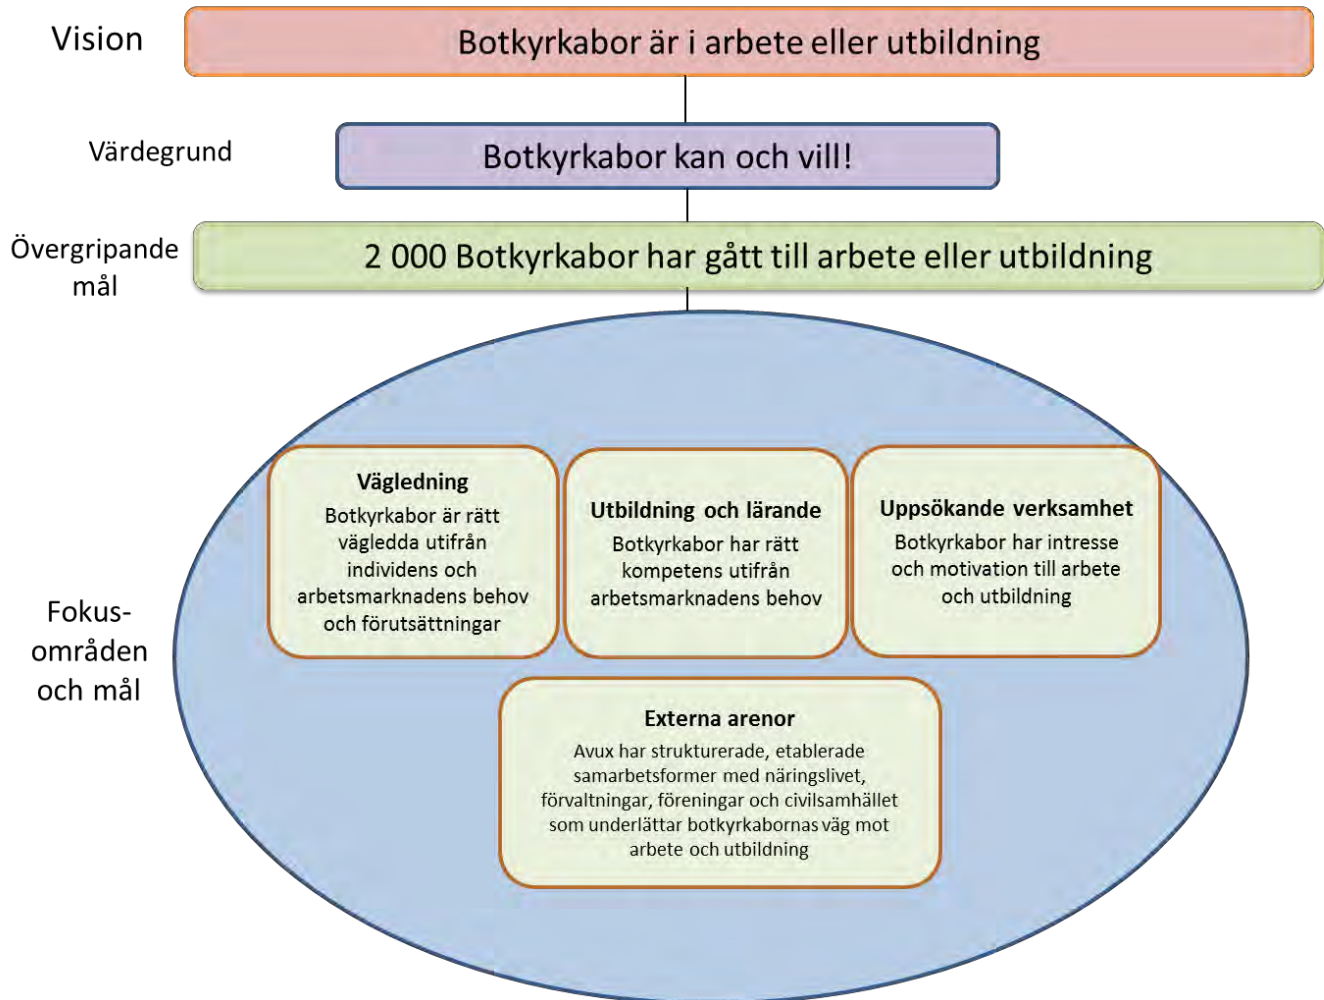 Vision
Botkyrkabor är i arbete eller utbildning
Värdegrund
Botkyrkabor kan och vill!
Övergripande
mål
2 000 Botkyrkabor har gått till arbete eller utbildning
Fokus-
områden
och mål
Vägledning
Botkyrkabor är rätt
vägledda utifrån
individens och
arbetsmarknadens behov
och förutsättningar
Utbildning och lärande
Botkyrkabor har rätt
kompetens utifrån
arbetsmarknadens behov
Uppsökande verksamhet
Botkyrkabor har intresse
och motivation till arbete
och utbildning
Externa arenor
Avux har strukturerade, etablerade
samarbetsformer med näringslivet,
förvaltningar, föreningar och civilsamhället
som underlättar botkyrkabornas väg mot
arbete och utbildning